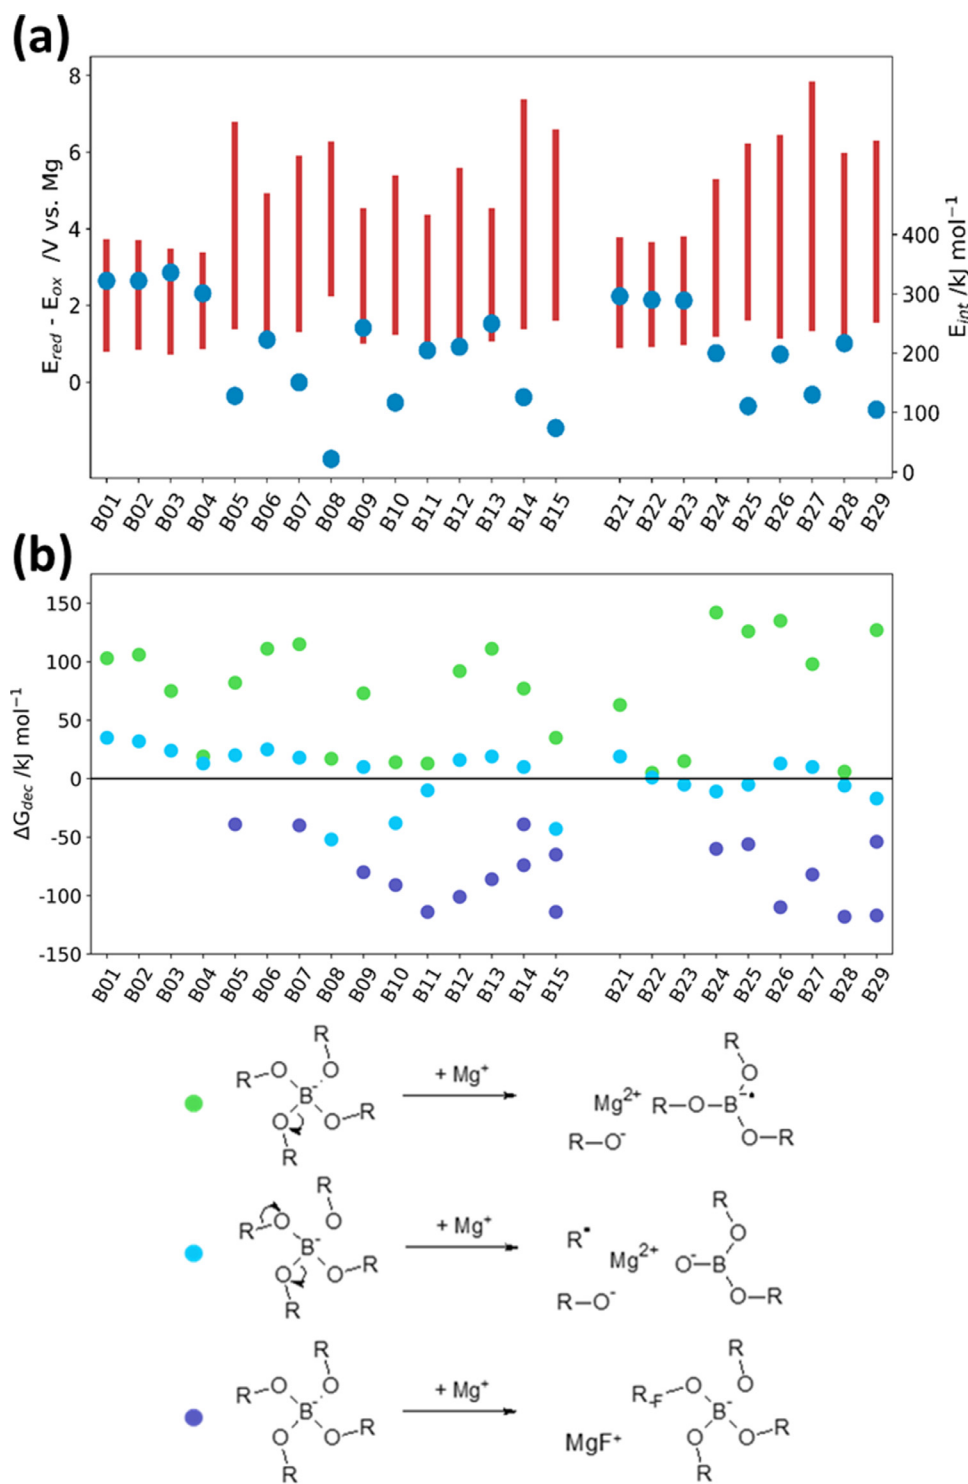 (a)
8
6
4
2
0
E_red - E_ox /V vs. Mg
400
300
200
100
0
E_int /kJ mol⁻¹
B01 B02 B03 B04 B05 B06 B07 B08 B09 B10 B11 B12 B13 B14 B15 B21 B22 B23 B24 B25 B26 B27 B28 B29
(b)
150
100
50
0
-50
-100
-150
ΔG_dec /kJ mol⁻¹
B01 B02 B03 B04 B05 B06 B07 B08 B09 B10 B11 B12 B13 B14 B15 B21 B22 B23 B24 B25 B26 B27 B28 B29
R
R O O
B⁻
O O R
R
+ Mg⁺
R
O
Mg²⁺ R O B⁻•
R O⁻
O R
R
R O O
B⁻
O O R
R
+ Mg⁺
R
O
R• Mg²⁺ O⁻ B
R O⁻
O R
R
R O O
B⁻
O O R
R
+ Mg⁺
R
R -F O O
B⁻
MgF⁺
O O R
R